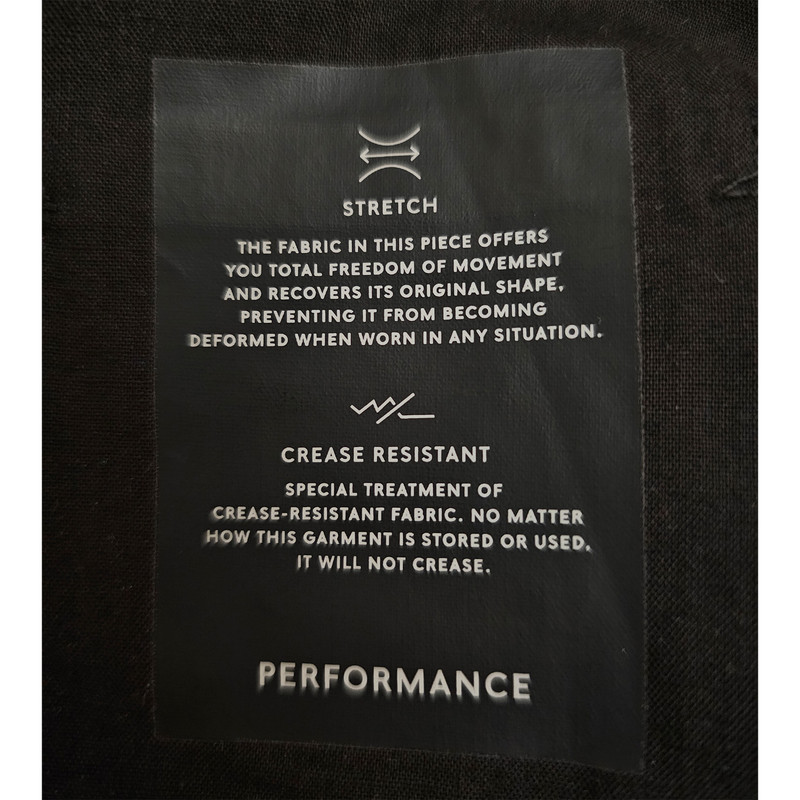 STRETCH
THE FABRIC IN THIS PIECE OFFERS
YOU TOTAL FREEDOM OF MOVEMENT
AND RECOVERS ITS ORIGINAL SHAPE,
PREVENTING IT FROM BECOMING
DEFORMED WHEN WORN IN ANY SITUATION.
CREASE RESISTANT
SPECIAL TREATMENT OF
CREASE-RESISTANT FABRIC. NO MATTER
HOW THIS GARMENT IS STORED OR USED,
IT WILL NOT CREASE.
PERFORMANCE